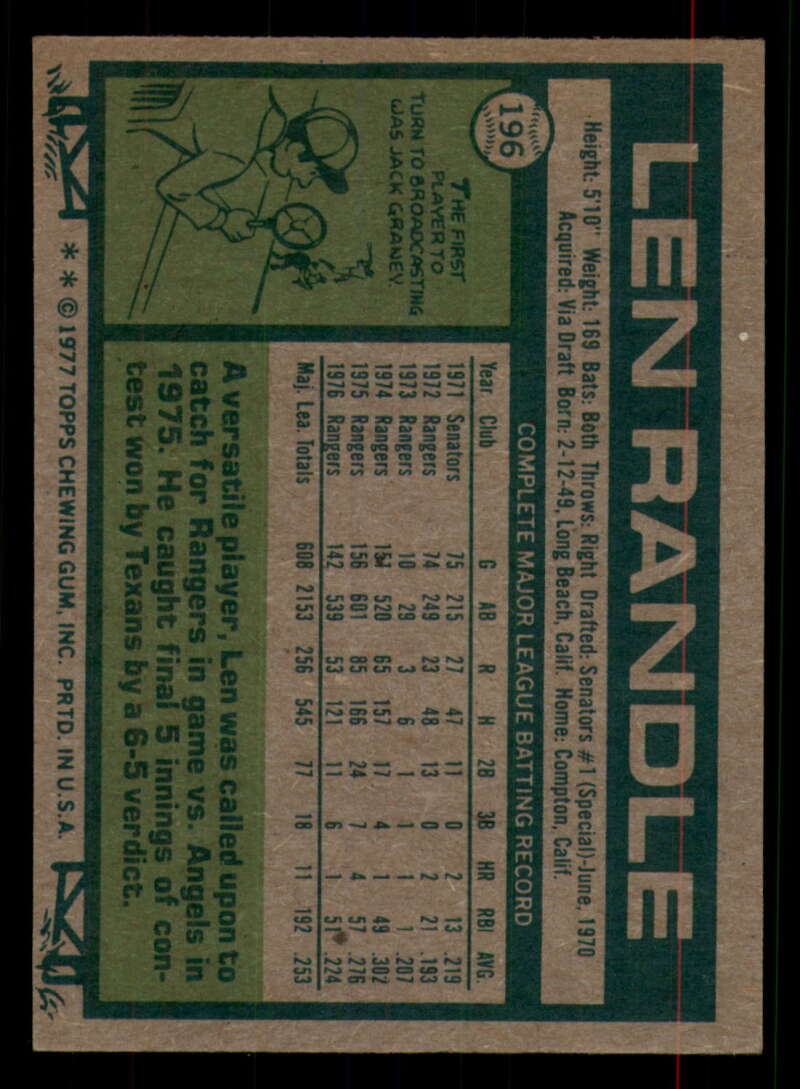 196
LEN RANDLE
Height: 5'10" Weight: 169 Bats: Both Throws: Right Drafted: Senators #1 (Special)-June, 1970
Acquired: Via Draft Born: 2-12-49, Long Beach, Calif. Home: Compton, Calif.
THE FIRST
PLAYER TO
TURN TO BROADCASTING
WAS JACK GRANEY.
COMPLETE MAJOR LEAGUE BATTING RECORD
Year Club G AB R H 2B 3B HR RBI AVG.
1971 Senators 75 215 27 47 11 0 2 13 .219
1972 Rangers 74 249 23 48 13 0 2 21 .193
1973 Rangers 10 29 3 6 1 1 1 1 .207
1974 Rangers 151 520 65 157 17 4 1 49 .302
1975 Rangers 156 601 85 166 24 7 4 57 .276
1976 Rangers 142 539 53 121 11 6 1 51 .224
Maj. Lea. Totals 608 2153 256 545 77 18 11 192 .253
A versatile player, Len was called upon to
catch for Rangers in game vs. Angels in
1975. He caught final 5 innings of con-
test won by Texans by a 6-5 verdict.
* * © 1977 TOPPS CHEWING GUM, INC. PRTD. IN U.S.A.